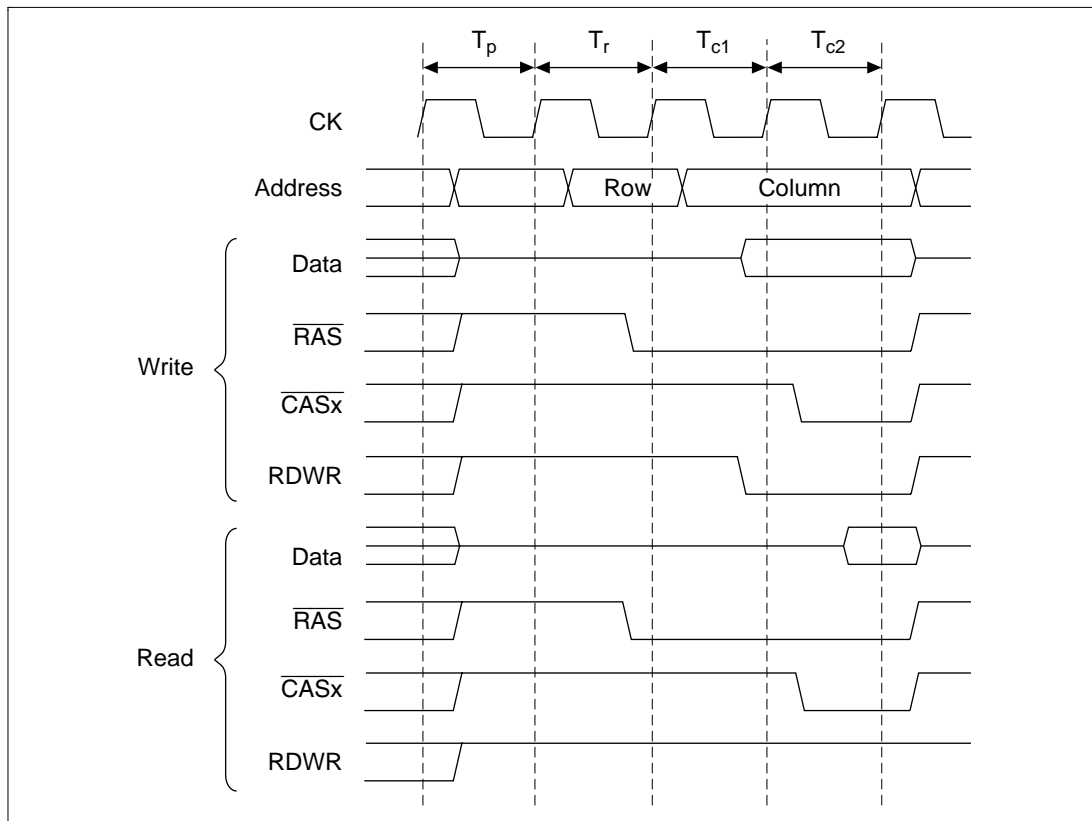 Tp Tr Tc1 Tc2
CK
Address Row Column
Data
RAS
Write
CASx
RDWR
Data
RAS
Read
CASx
RDWR